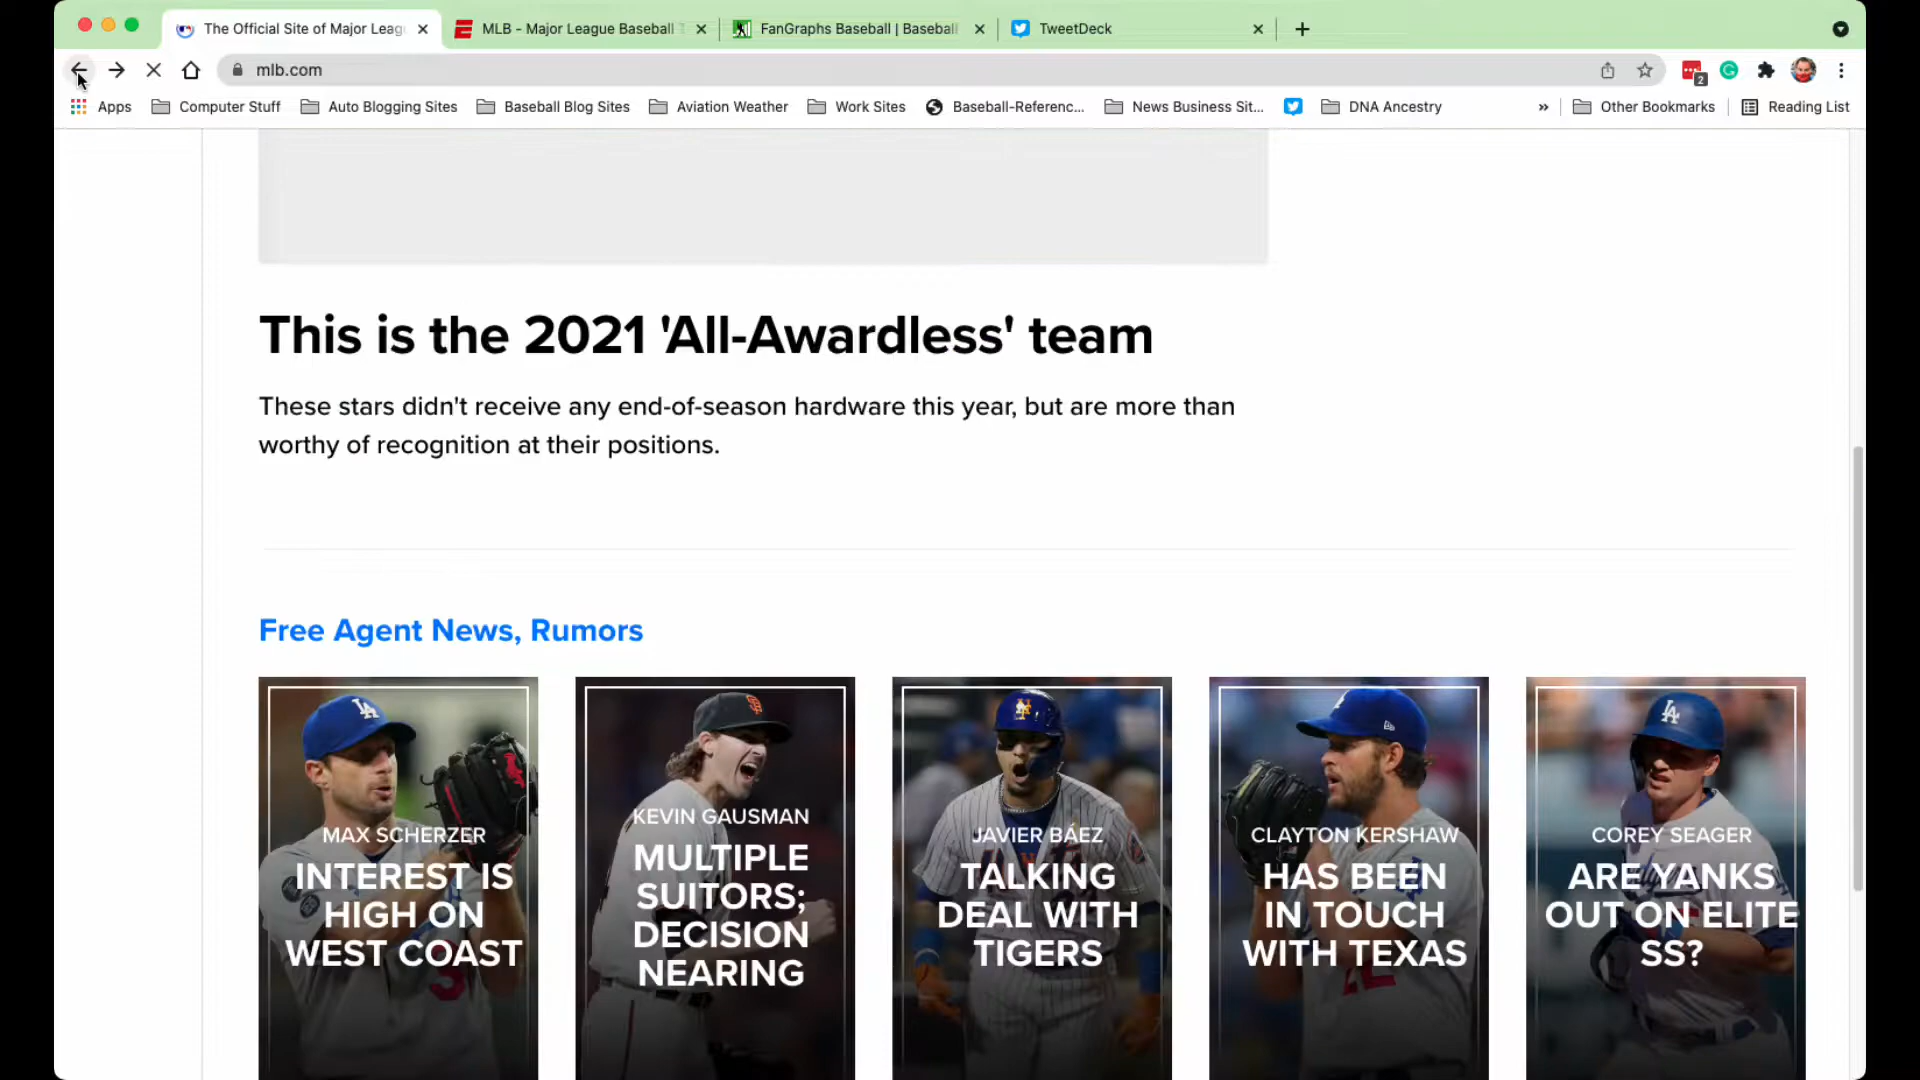 The Official Site of Major Leag
MLB - Major League Baseball T
FanGraphs Baseball | Baseball
TweetDeck
mlb.com
2
Apps
Computer Stuff
Auto Blogging Sites
Baseball Blog Sites
Aviation Weather
Work Sites
Baseball-Referenc...
News Business Sit...
DNA Ancestry
»
Other Bookmarks
Reading List
This is the 2021 'All-Awardless' team
These stars didn't receive any end-of-season hardware this year, but are more than
worthy of recognition at their positions.
Free Agent News, Rumors
MAX SCHERZER
INTEREST IS
HIGH ON
WEST COAST
KEVIN GAUSMAN
MULTIPLE
SUITORS;
DECISION
NEARING
JAVIER BÁEZ
TALKING
DEAL WITH
TIGERS
CLAYTON KERSHAW
HAS BEEN
IN TOUCH
WITH TEXAS
COREY SEAGER
ARE YANKS
OUT ON ELITE
SS?